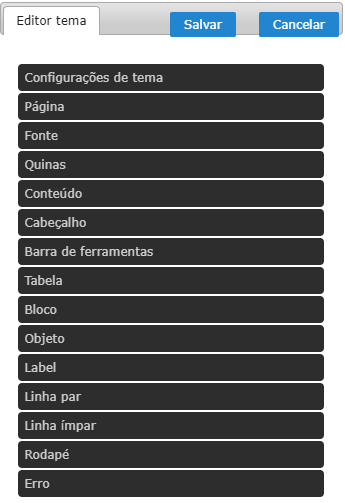 Editor tema
Salvar
Cancelar
Configurações de tema
Página
Fonte
Quinas
Conteúdo
Cabeçalho
Barra de ferramentas
Tabela
Bloco
Objeto
Label
Linha par
Linha ímpar
Rodapé
Erro